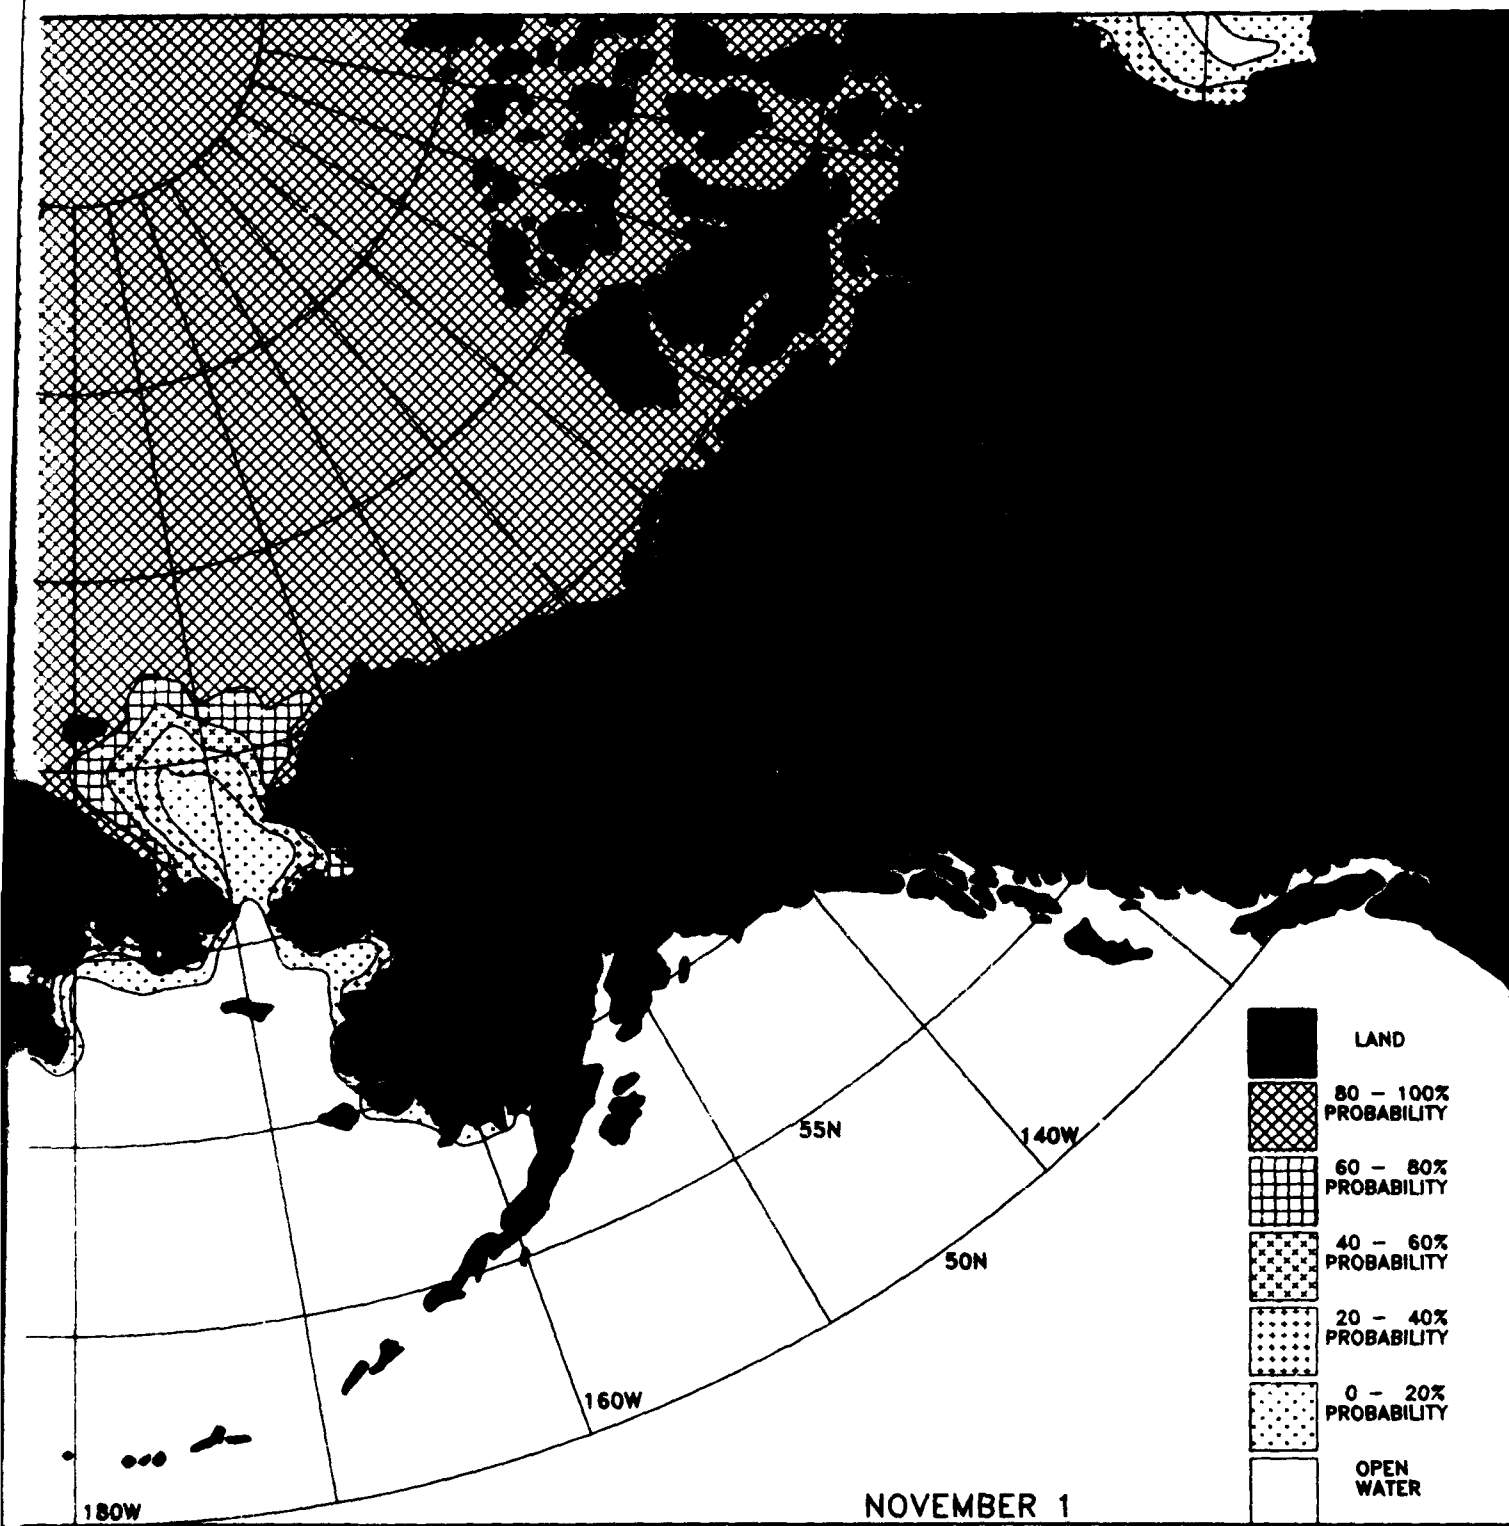 LAND
80 – 100%
PROBABILITY
60 – 80%
PROBABILITY
40 – 60%
PROBABILITY
20 – 40%
PROBABILITY
0 – 20%
PROBABILITY
OPEN
WATER
55N
140W
50N
160W
180W
NOVEMBER 1